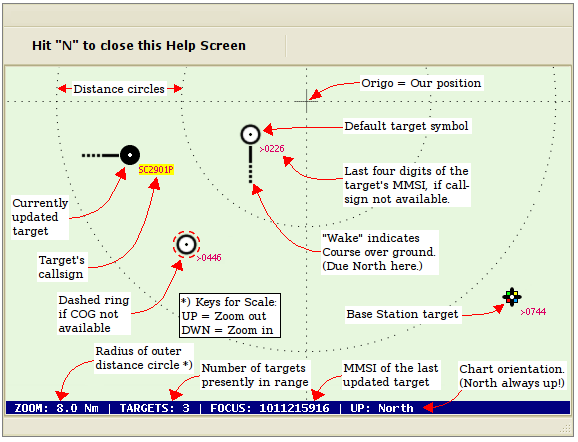 Hit "N" to close this Help Screen
Distance circles
Origo = Our position
Default target symbol
>0226
SC2901P
Last four digits of the
target's MMSI, if call-
sign not available.
Currently
updated
target
Target's
callsign
"Wake" indicates
Course over ground.
(Due North here.)
>0446
Dashed ring
if COG not
available
*) Keys for Scale:
UP = Zoom out
DWN = Zoom in
Base Station target
>0744
Radius of outer
distance circle *)
Number of targets
presently in range
MMSI of the last
updated target
Chart orientation.
(North always up!)
ZOOM: 8.0 Nm | TARGETS: 3 | FOCUS: 1011215916 | UP: North